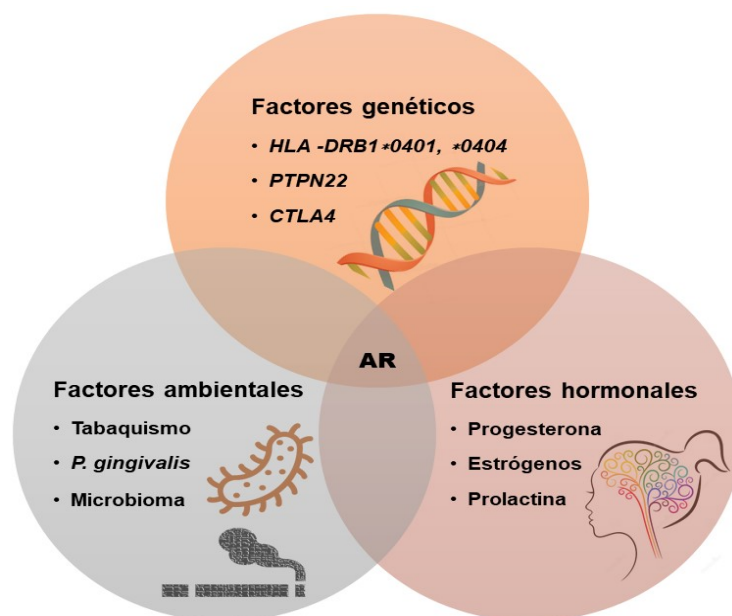 Factores genéticos
• HLA -DRB1*0401, *0404
• PTPN22
• CTLA4
AR
Factores ambientales
• Tabaquismo
• P. gingivalis
• Microbioma
Factores hormonales
• Progesterona
• Estrógenos
• Prolactina